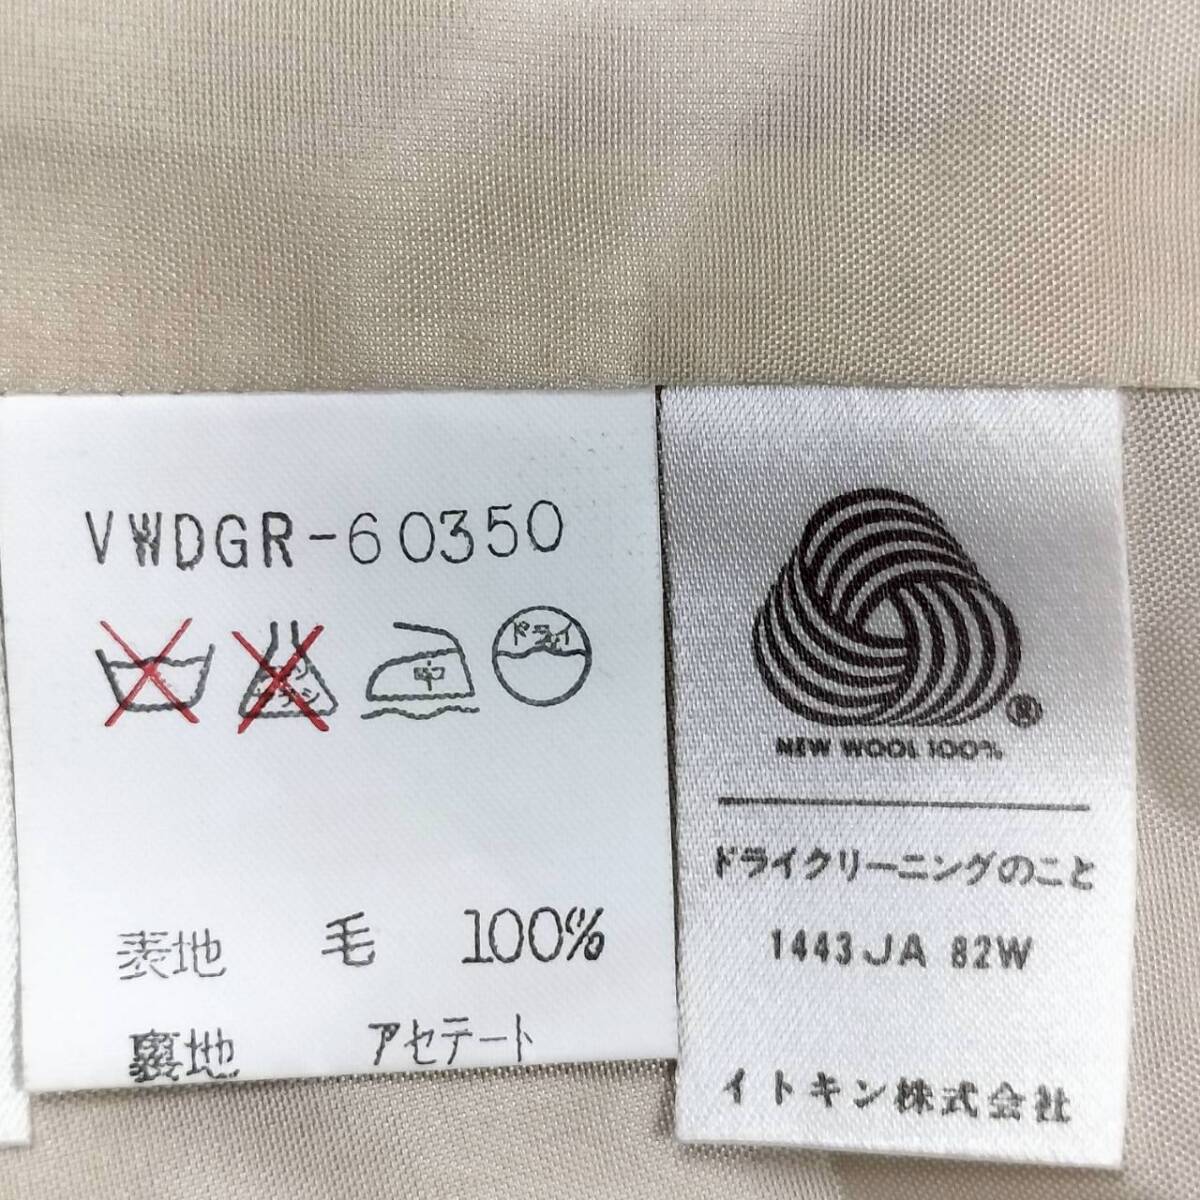 VWDGR-60350
中
ドライ
表地 毛 100%
裏地 アセテート
®
NEW WOOL 100%
ドライクリーニングのこと
1443JA 82W
イトキン株式会社